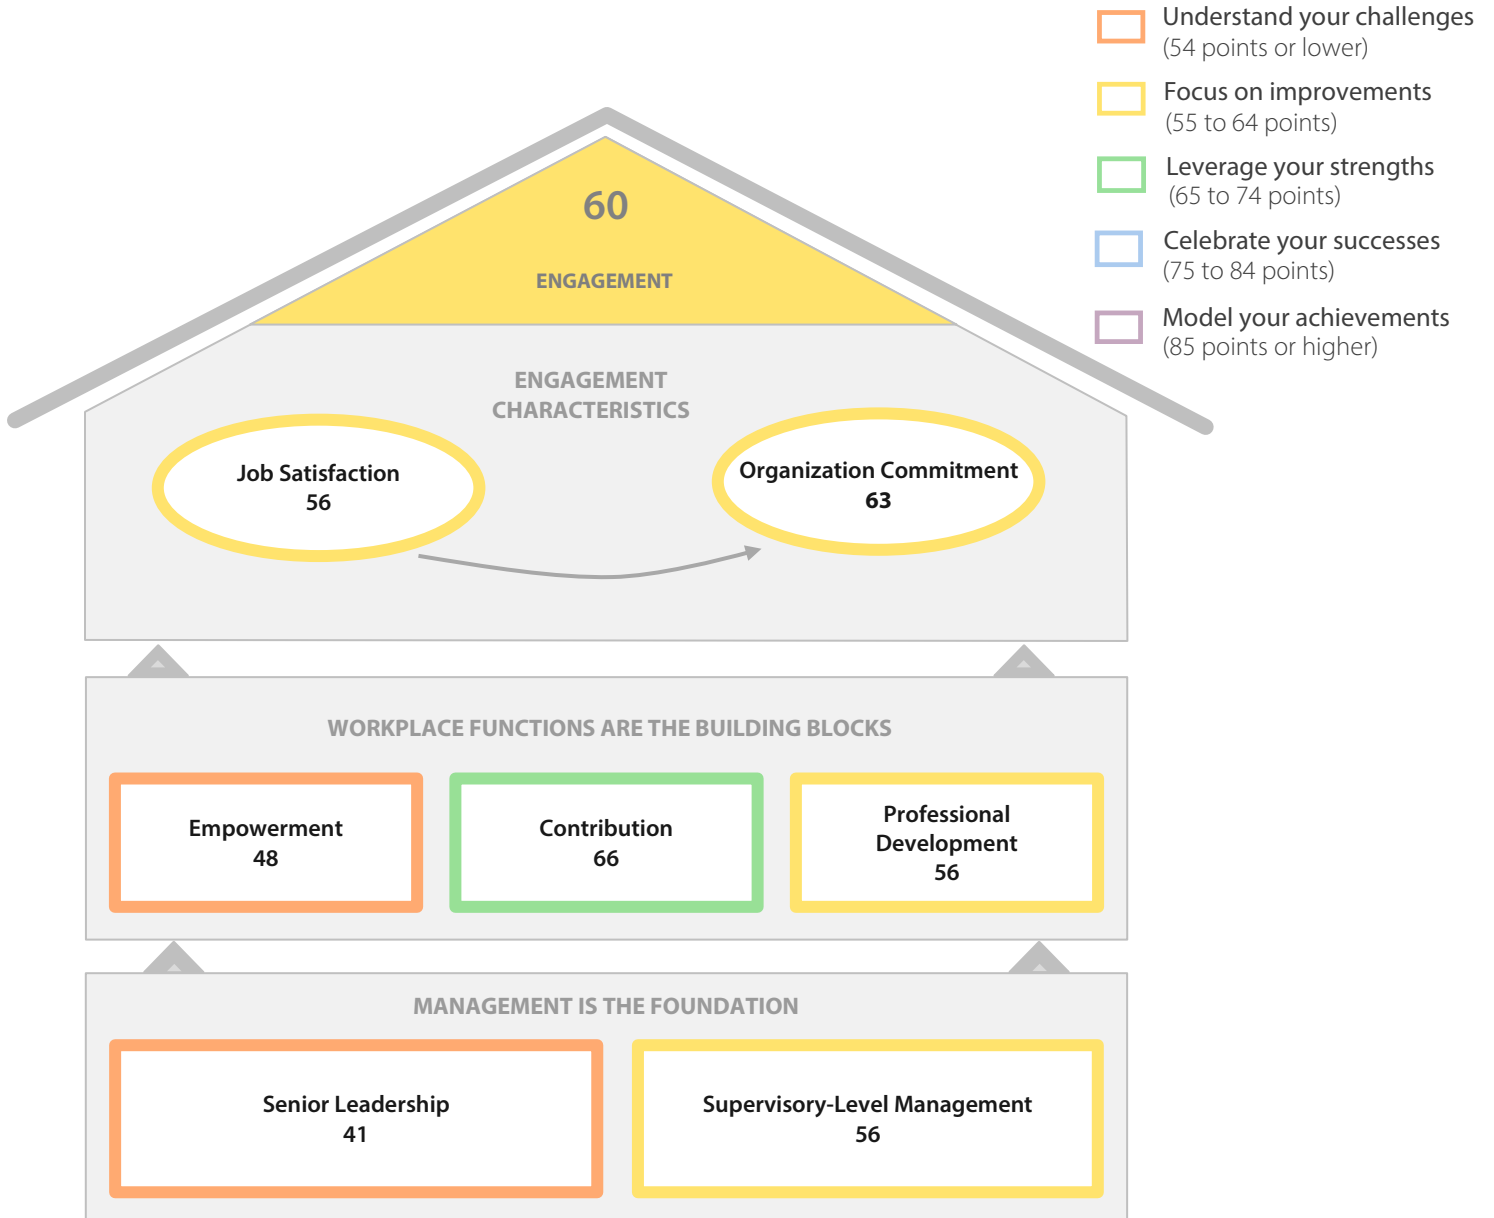 Understand your challenges
(54 points or lower)
Focus on improvements
(55 to 64 points)
Leverage your strengths
(65 to 74 points)
Celebrate your successes
(75 to 84 points)
Model your achievements
(85 points or higher)
60
ENGAGEMENT
ENGAGEMENT
CHARACTERISTICS
Job Satisfaction
56
Organization Commitment
63
WORKPLACE FUNCTIONS ARE THE BUILDING BLOCKS
Empowerment
48
Contribution
66
Professional
Development
56
MANAGEMENT IS THE FOUNDATION
Senior Leadership
41
Supervisory-Level Management
56